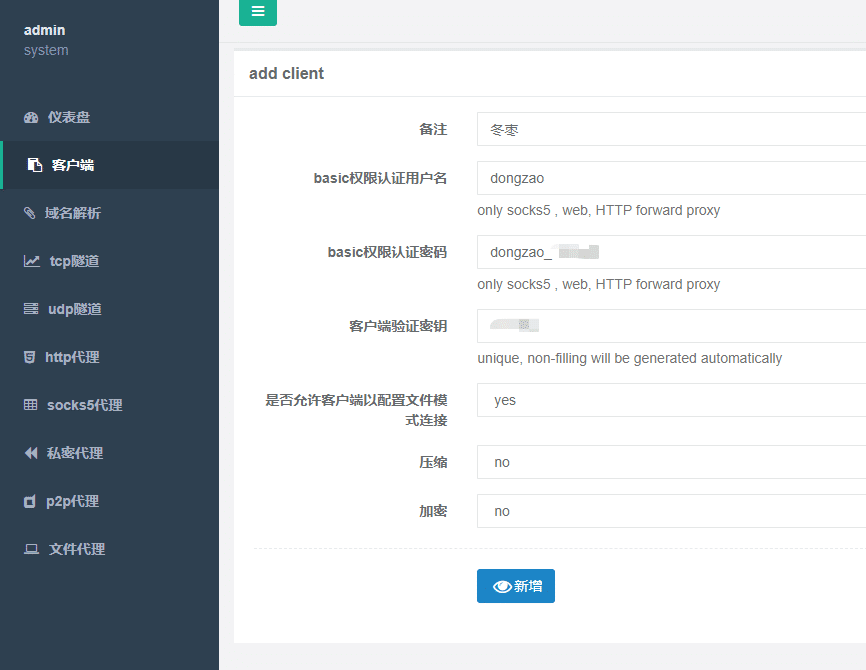 admin
system
仪表盘
客户端
域名解析
tcp隧道
udp隧道
http代理
socks5代理
私密代理
p2p代理
文件代理
add client
备注
冬枣
basic权限认证用户名
dongzao
only socks5 , web, HTTP forward proxy
basic权限认证密码
dongzao_
only socks5 , web, HTTP forward proxy
客户端验证密钥
unique, non-filling will be generated automatically
是否允许客户端以配置文件模
式连接
yes
压缩
no
加密
no
新增